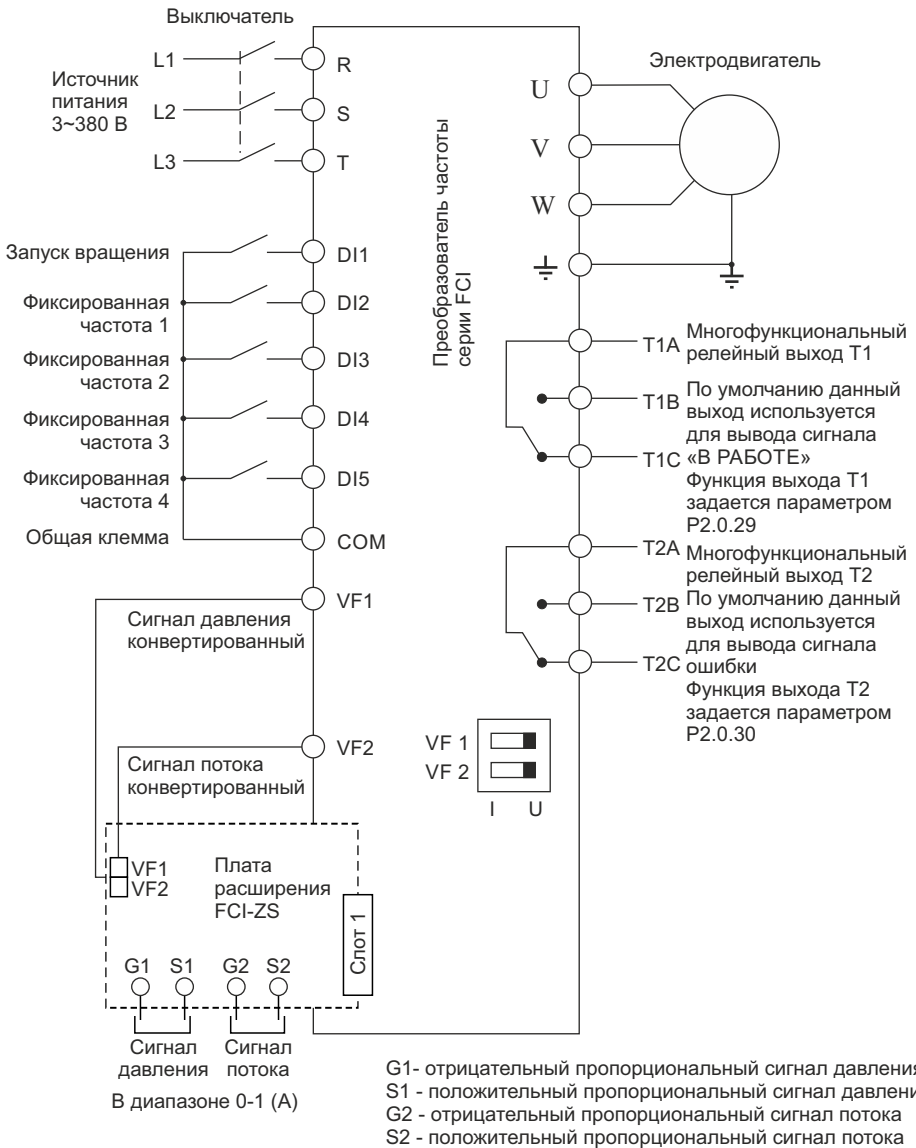 Выключатель
L1
R
Источник
питания
3~380 В
L2
S
L3
T
Электродвигатель
U
V
W
Преобразователь частоты
серии FCI
Запуск вращения
DI1
Фиксированная
частота 1
DI2
Фиксированная
частота 2
DI3
Фиксированная
частота 3
DI4
Фиксированная
частота 4
DI5
Общая клемма
COM
T1A
Многофункциональный
релейный выход T1
T1B
По умолчанию данный
выход используется
для вывода сигнала
T1C
«В РАБОТЕ»
Функция выхода T1
задается параметром
P2.0.29
T2A
Многофункциональный
релейный выход T2
T2B
По умолчанию данный
выход используется
для вывода сигнала
T2C
ошибки
Функция выхода T2
задается параметром
P2.0.30
VF1
Сигнал давления
конвертированный
VF2
Сигнал потока
конвертированный
VF 1
VF 2
I U
VF1
VF2
Плата
расширения
FCI-ZS
Слот 1
G1 S1 G2 S2
Сигнал
давления
Сигнал
потока
В диапазоне 0-1 (A)
G1- отрицательный пропорциональный сигнал давления
S1 - положительный пропорциональный сигнал давлени
G2 - отрицательный пропорциональный сигнал потока
S2 - положительный пропорциональный сигнал потока